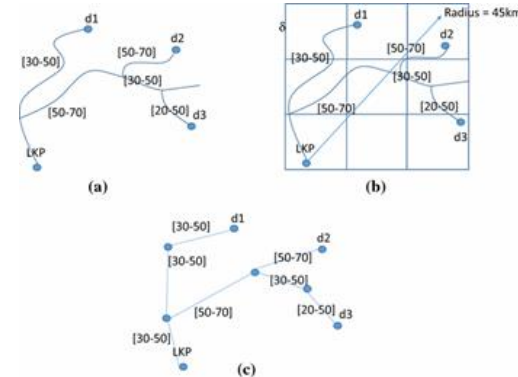 d1
[30-50]
[50-70]
d2
[30-50]
[50-70]
[20-50]
d3
LKP
(a)
δ
d1
Radius = 45km
[30-50]
[50-70]
d2
[30-50]
[50-70]
[20-50]
d3
LKP
(b)
[30-50]
d1
[30-50]
d2
[50-70]
[30-50]
[50-70]
[20-50]
d3
[30-50]
LKP
(c)